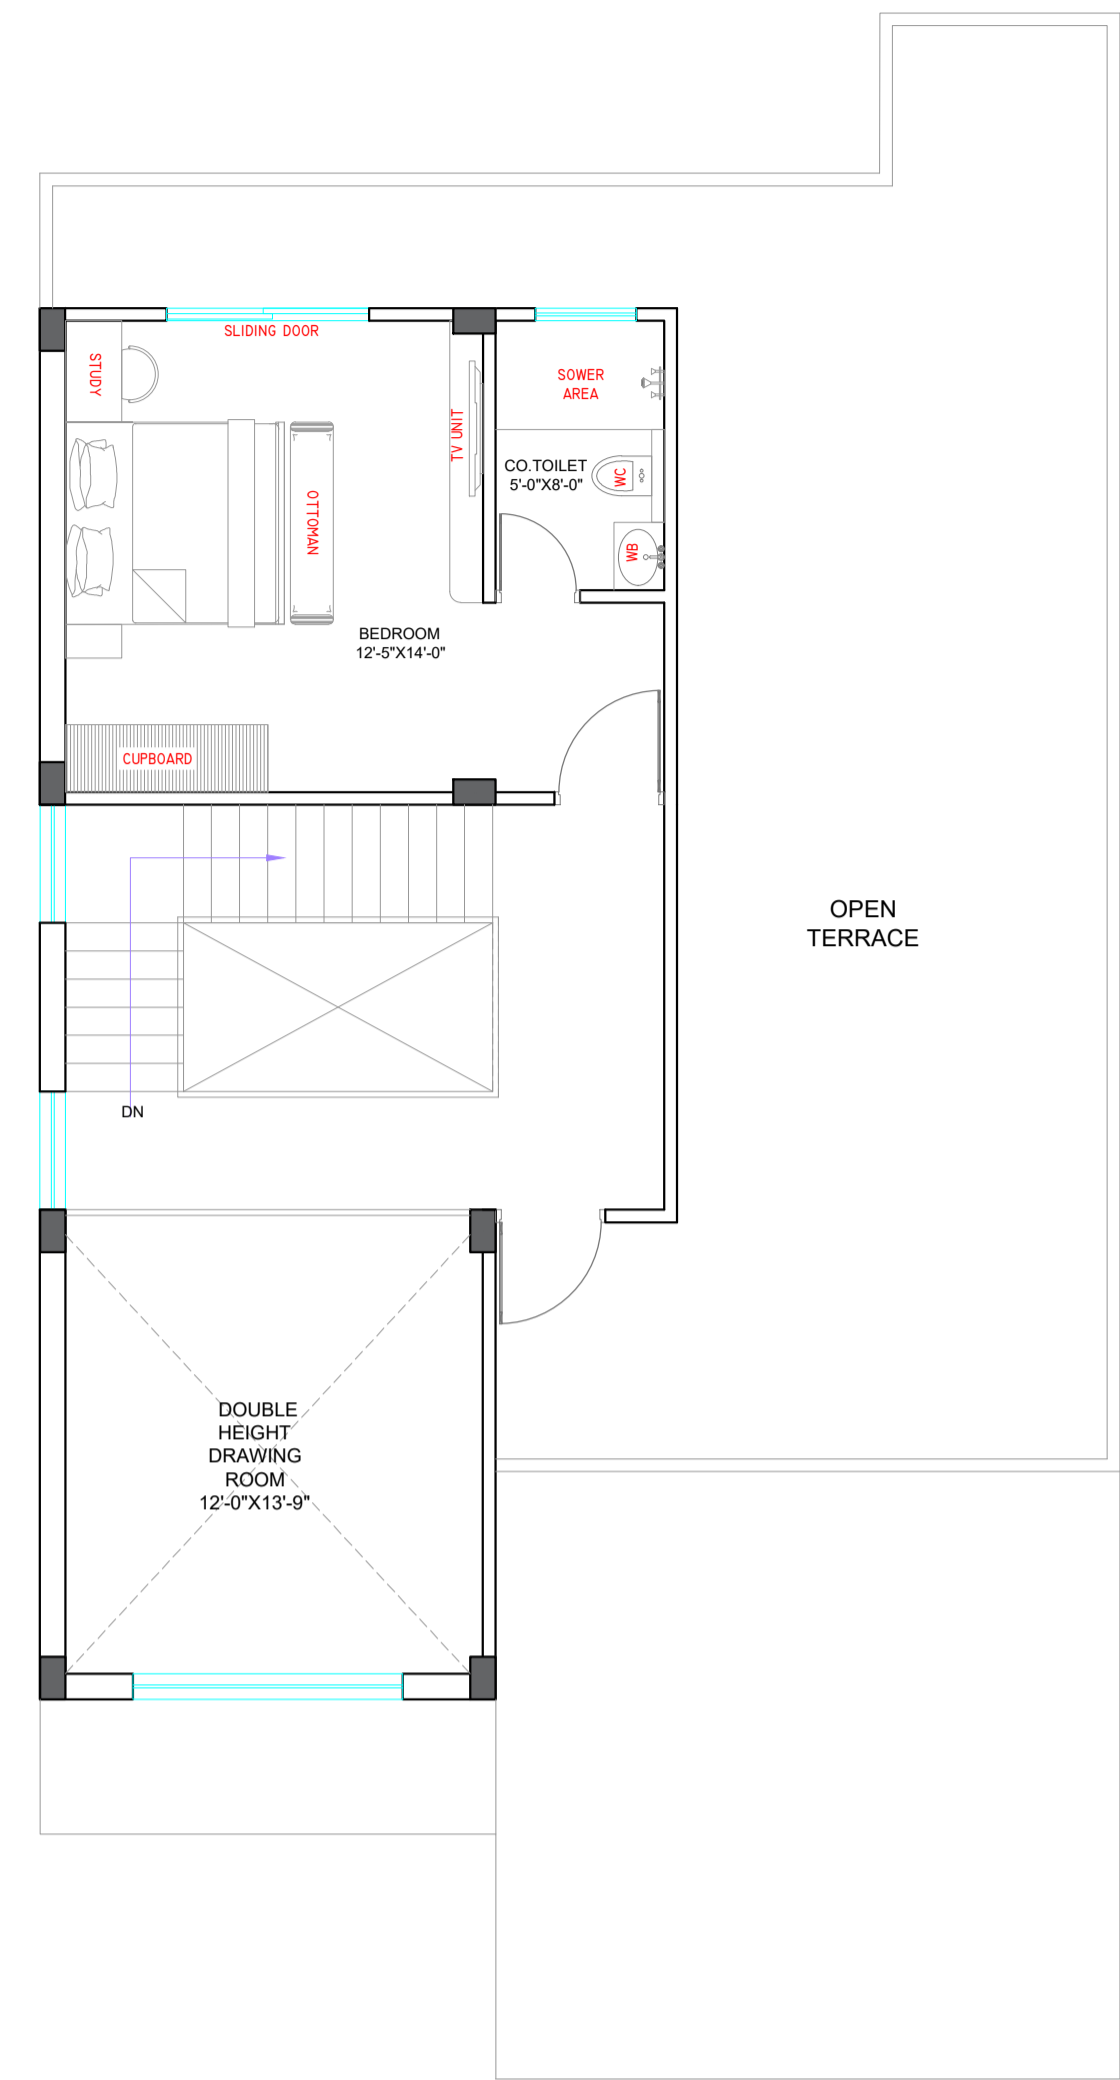 SLIDING DOOR
STUDY
SOWER
AREA
TV UNIT
CO.TOILET
5'-0"X8'-0"
WC
OTTOMAN
WB
BEDROOM
12'-5"X14'-0"
CUPBOARD
OPEN
TERRACE
DN
DOUBLE
HEIGHT
DRAWING
ROOM
12'-0"X13'-9"